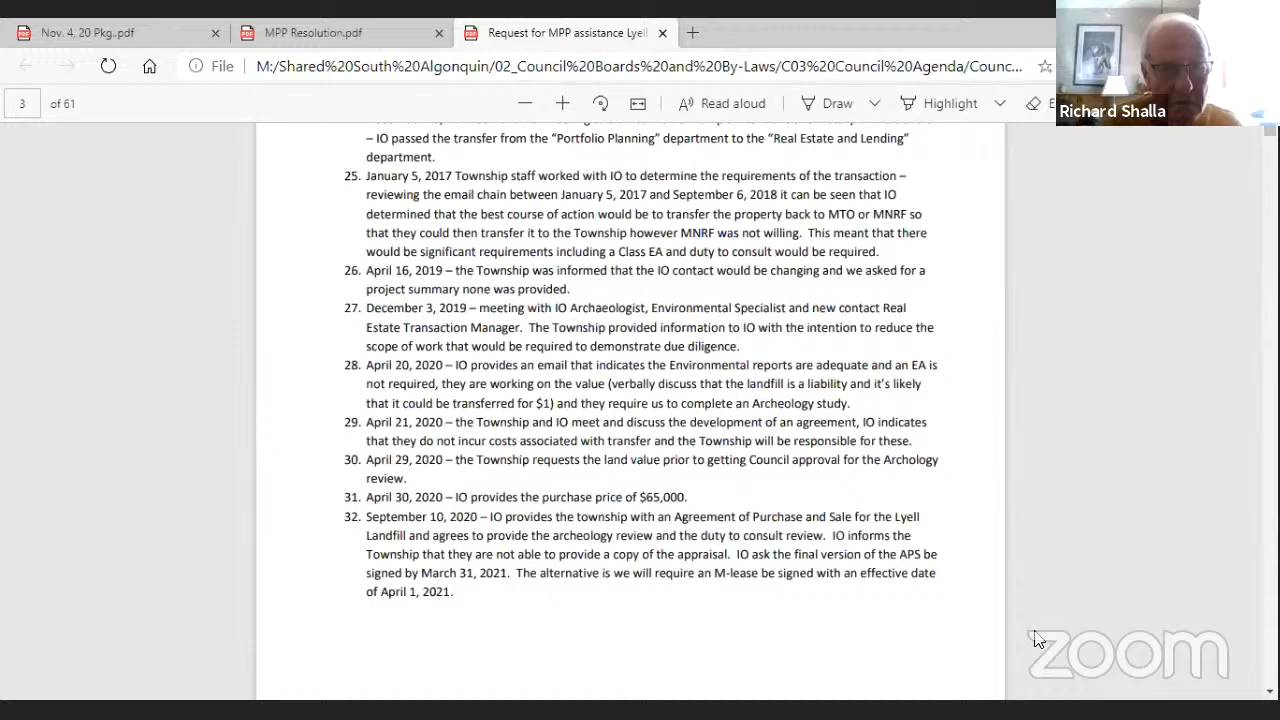 Nov. 4, 20 Pkg..pdf
MPP Resolution.pdf
Request for MPP assistance Lyel
File
M:/Shared%20South%20Algonquin/02_Council%20Boards%20and%20By-Laws/C03%20Council%20Agenda/Counc...
3 of 61
Read aloud
Draw
Highlight
Richard Shalla
– IO passed the transfer from the “Portfolio Planning” department to the “Real Estate and Lending”
department.
25. January 5, 2017 Township staff worked with IO to determine the requirements of the transaction –
reviewing the email chain between January 5, 2017 and September 6, 2018 it can be seen that IO
determined that the best course of action would be to transfer the property back to MTO or MNRF so
that they could then transfer it to the Township however MNRF was not willing. This meant that there
would be significant requirements including a Class EA and duty to consult would be required.
26. April 16, 2019 – the Township was informed that the IO contact would be changing and we asked for a
project summary none was provided.
27. December 3, 2019 – meeting with IO Archaeologist, Environmental Specialist and new contact Real
Estate Transaction Manager. The Township provided information to IO with the intention to reduce the
scope of work that would be required to demonstrate due diligence.
28. April 20, 2020 – IO provides an email that indicates the Environmental reports are adequate and an EA is
not required, they are working on the value (verbally discuss that the landfill is a liability and it’s likely
that it could be transferred for $1) and they require us to complete an Archeology study.
29. April 21, 2020 – the Township and IO meet and discuss the development of an agreement, IO indicates
that they do not incur costs associated with transfer and the Township will be responsible for these.
30. April 29, 2020 – the Township requests the land value prior to getting Council approval for the Archology
review.
31. April 30, 2020 – IO provides the purchase price of $65,000.
32. September 10, 2020 – IO provides the township with an Agreement of Purchase and Sale for the Lyell
Landfill and agrees to provide the archeology review and the duty to consult review. IO informs the
Township that they are not able to provide a copy of the appraisal. IO ask the final version of the APS be
signed by March 31, 2021. The alternative is we will require an M-lease be signed with an effective date
of April 1, 2021.
zoom